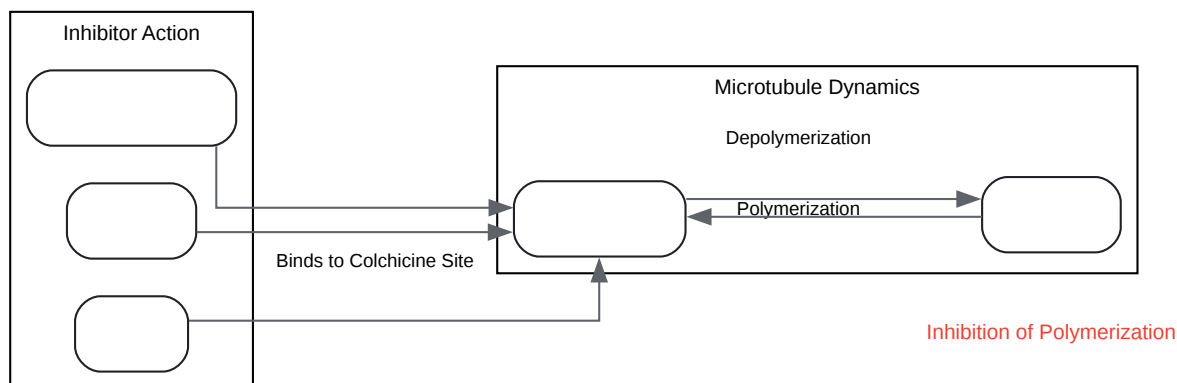 Inhibitor Action
Microtubule Dynamics
Depolymerization
Polymerization
Binds to Colchicine Site
Inhibition of Polymerization